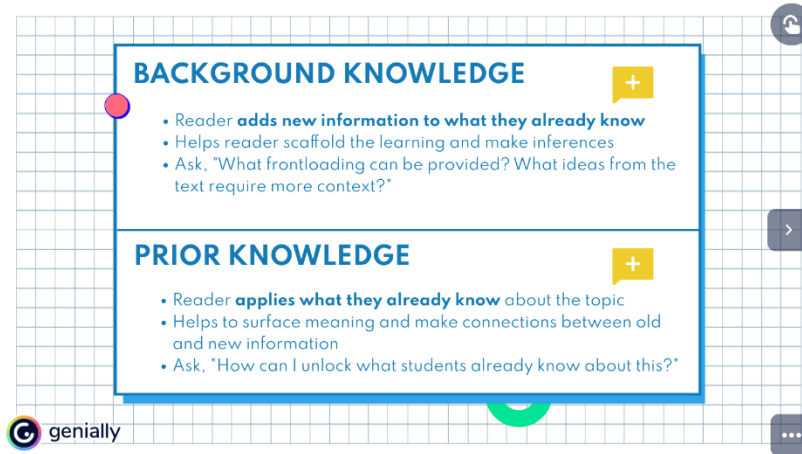 BACKGROUND KNOWLEDGE
• Reader adds new information to what they already know
• Helps reader scaffold the learning and make inferences
• Ask, "What frontloading can be provided? What ideas from the
text require more context?"
PRIOR KNOWLEDGE
• Reader applies what they already know about the topic
• Helps to surface meaning and make connections between old
and new information
• Ask, "How can I unlock what students already know about this?"
genially